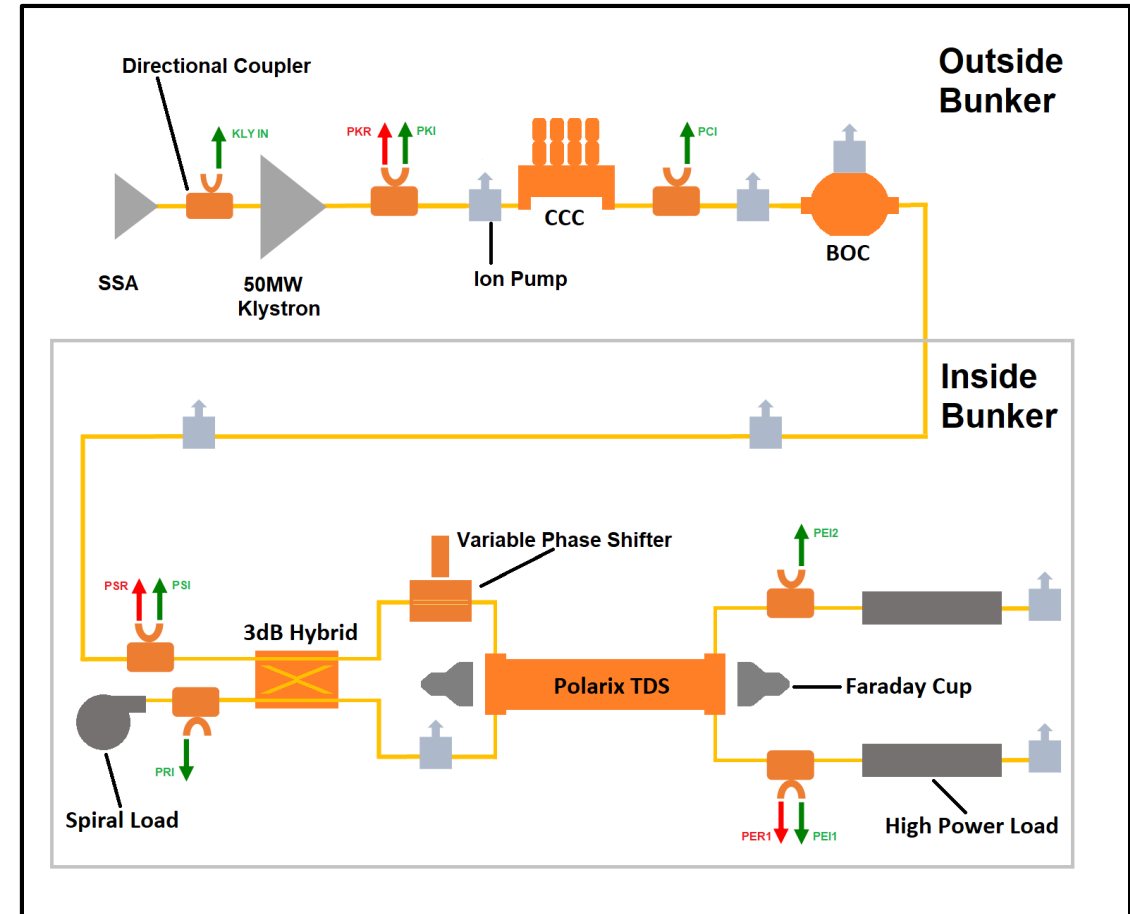 Directional Coupler
Outside
Bunker
KLY IN
PKR
PKI
PCI
CCC
BOC
SSA
50MW
Klystron
Ion Pump
Inside
Bunker
Variable Phase Shifter
PEI2
PSR
PSI
3dB Hybrid
Polarix TDS
Faraday Cup
PRI
Spiral Load
PER1
PEI1
High Power Load